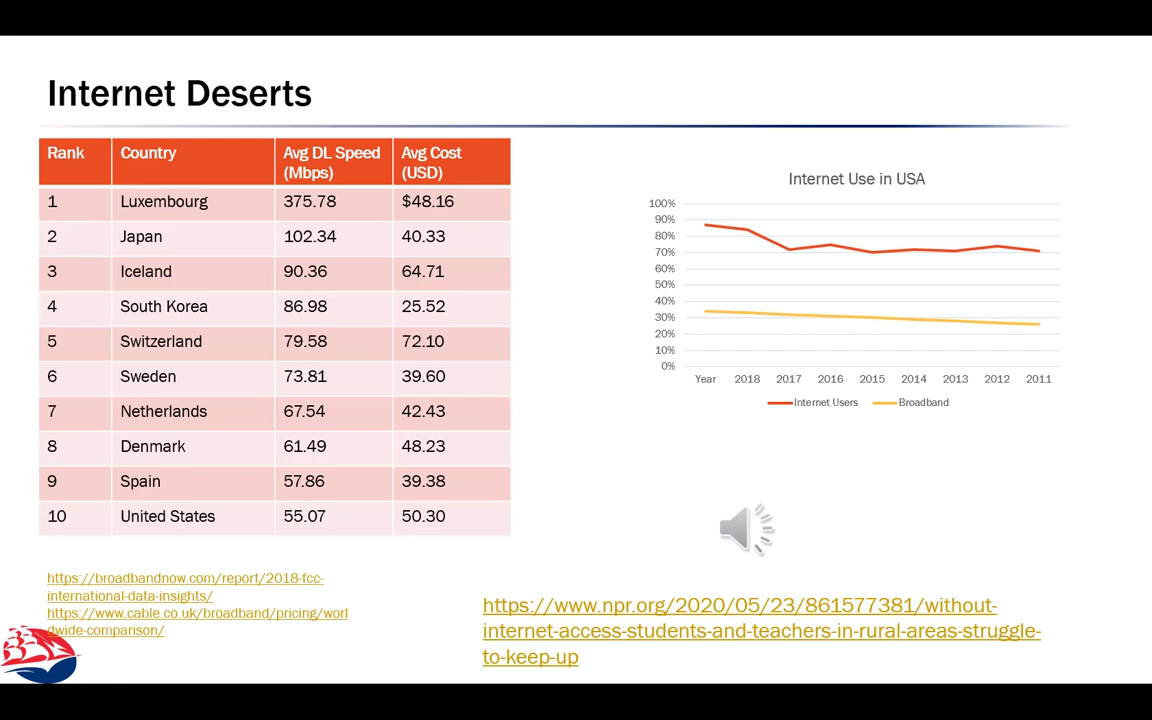 Internet Deserts
Rank Country Avg DL Speed (Mbps) Avg Cost (USD)
1 Luxembourg 375.78 $48.16
2 Japan 102.34 40.33
3 Iceland 90.36 64.71
4 South Korea 86.98 25.52
5 Switzerland 79.58 72.10
6 Sweden 73.81 39.60
7 Netherlands 67.54 42.43
8 Denmark 61.49 48.23
9 Spain 57.86 39.38
10 United States 55.07 50.30
https://broadbandnow.com/report/2018-fcc-
international-data-insights/
https://www.cable.co.uk/broadband/pricing/worl
dwide-comparison/
Internet Use in USA
100%
90%
80%
70%
60%
50%
40%
30%
20%
10%
0%
Year 2018 2017 2016 2015 2014 2013 2012 2011
Internet Users Broadband
https://www.npr.org/2020/05/23/861577381/without-
internet-access-students-and-teachers-in-rural-areas-struggle-
to-keep-up